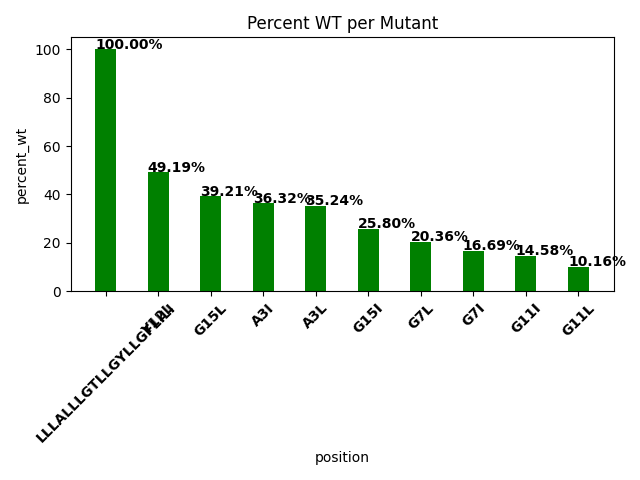 Percent WT per Mutant
percent_wt
100
80
60
40
20
0
100.00%
49.19%
39.21%
36.32%
35.24%
25.80%
20.36%
16.69%
14.58%
10.16%
G15L
A3I
A3L
G15I
G7L
G7I
G11I
G11L
position